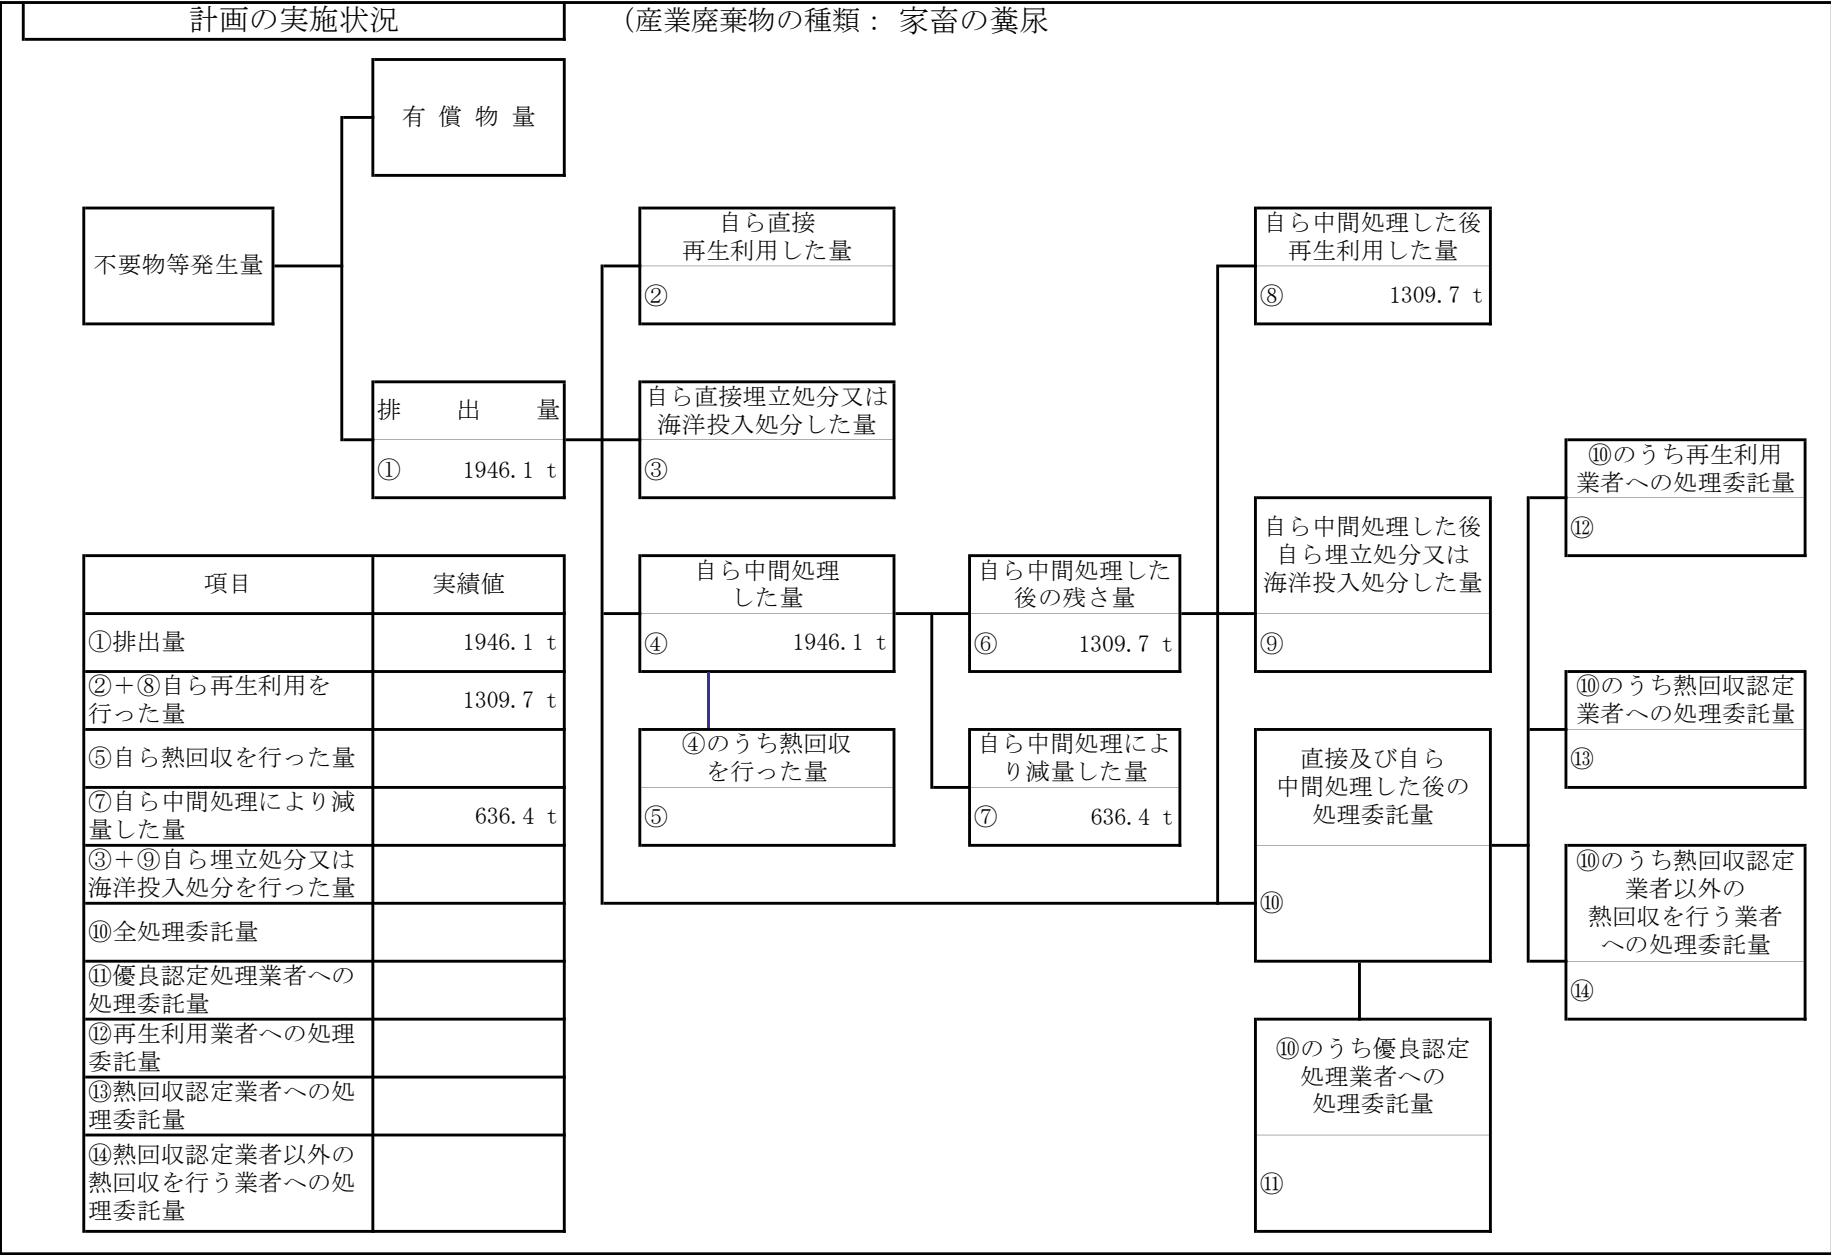 計画の実施状況
(産業廃棄物の種類: 家畜の糞尿
有 償 物 量
不要物等発生量
自ら直接
再生利用した量
②
自ら中間処理した後
再生利用した量
⑧ 1309.7 t
排 出 量
① 1946.1 t
自ら直接埋立処分又は
海洋投入処分した量
③
⑩のうち再生利用
業者への処理委託量
⑫
自ら中間処理した後
自ら埋立処分又は
海洋投入処分した量
⑨
自ら中間処理
した量
④ 1946.1 t
自ら中間処理した
後の残さ量
⑥ 1309.7 t
④のうち熱回収
を行った量
⑤
自ら中間処理によ
り減量した量
⑦ 636.4 t
直接及び自ら
中間処理した後の
処理委託量
⑩
⑩のうち熱回収認定
業者への処理委託量
⑬
⑩のうち熱回収認定
業者以外の
熱回収を行う業者
への処理委託量
⑭
⑩のうち優良認定
処理業者への
処理委託量
⑪
項目 実績値
①排出量 1946.1 t
②+⑧自ら再生利用を
行った量 1309.7 t
⑤自ら熱回収を行った量
⑦自ら中間処理により減
量した量 636.4 t
③+⑨自ら埋立処分又は
海洋投入処分を行った量
⑩全処理委託量
⑪優良認定処理業者への
処理委託量
⑫再生利用業者への処理
委託量
⑬熱回収認定業者への処
理委託量
⑭熱回収認定業者以外の
熱回収を行う業者への処
理委託量